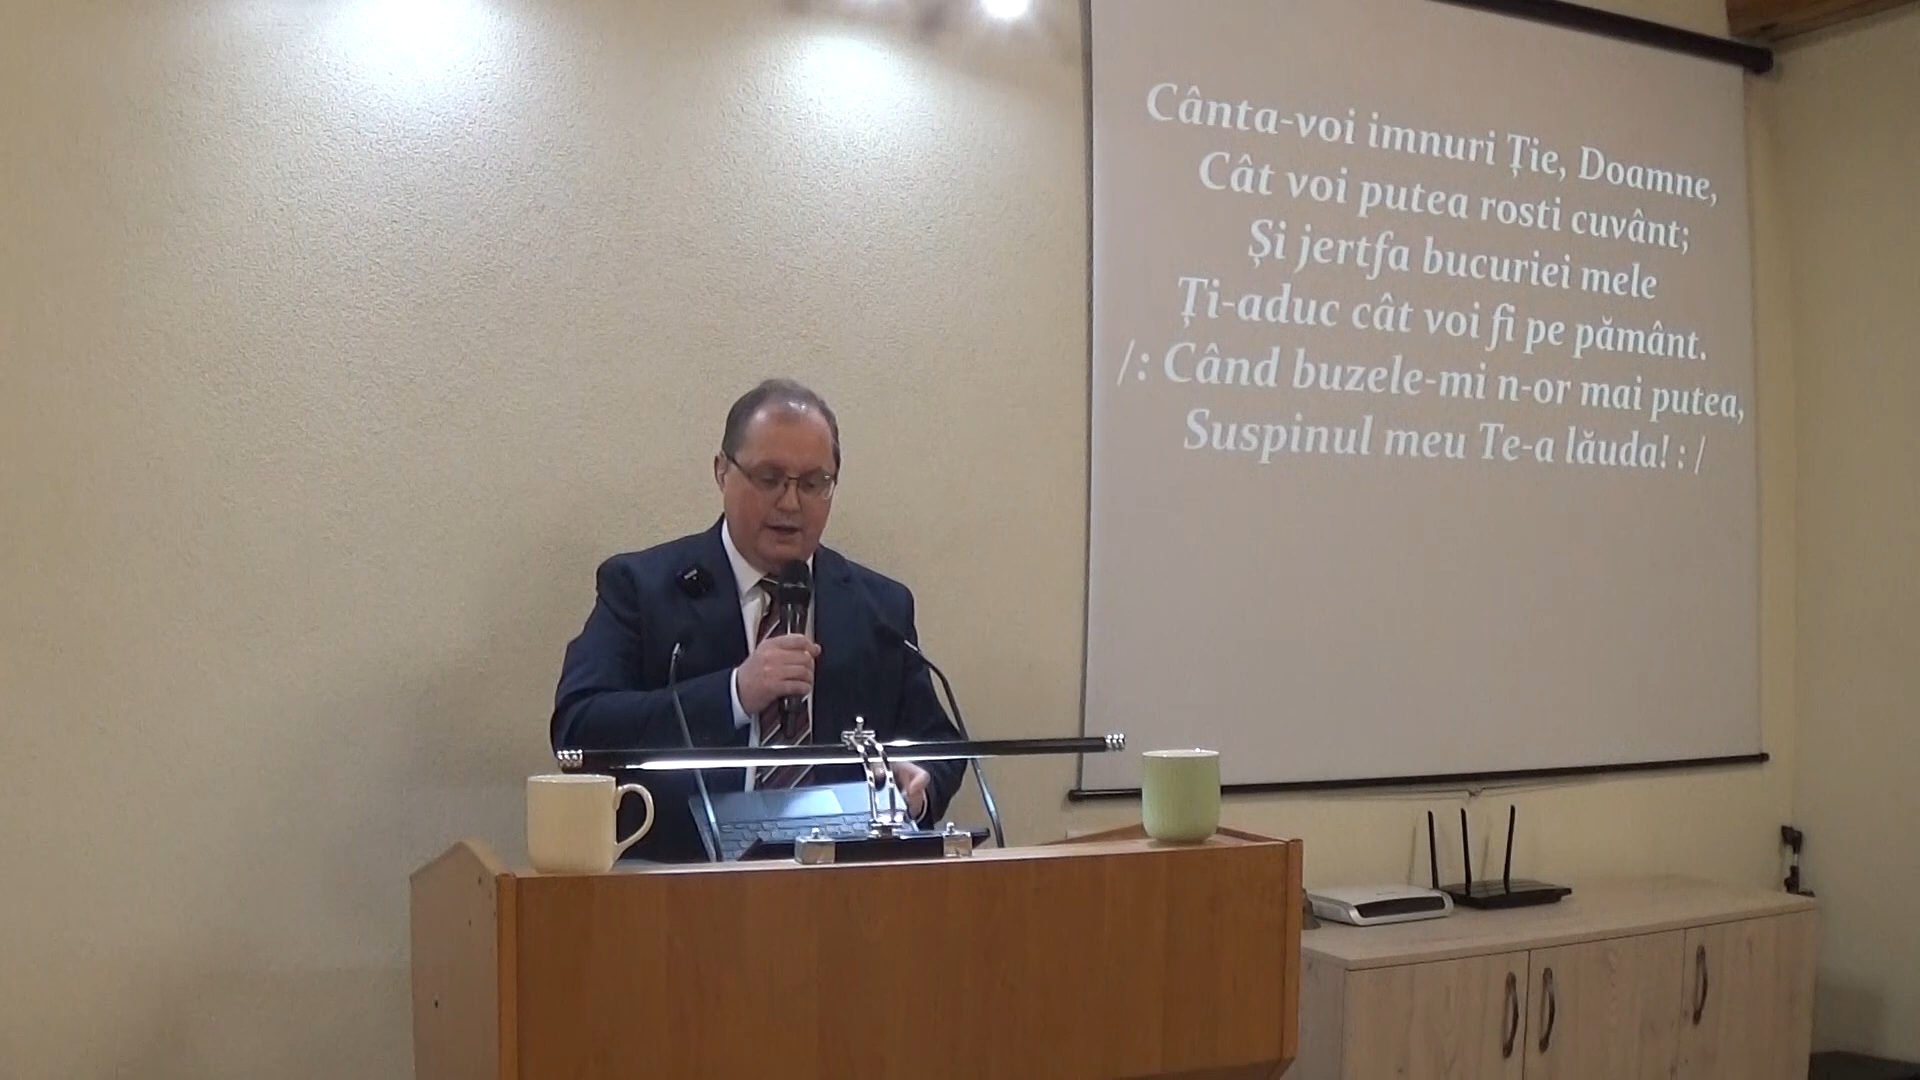 Cânta-voi imnuri Ție, Doamne,
Cât voi putea rosti cuvânt;
Și jertfa bucuriei mele
Ți-aduc cât voi fi pe pământ.
/: Când buzele-mi n-or mai putea,
Suspinul meu Te-a lăuda! : /